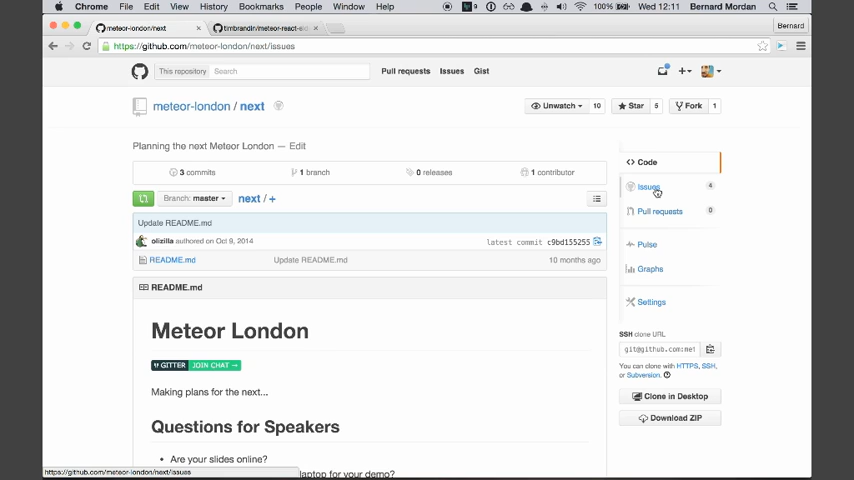 Chrome File Edit View History Bookmarks People Window Help 100% Wed 12:11 Bernard Mordan
meteor-london/next timbrandin/meteor-react Bernard
https://github.com/meteor-london/next/issues
This repository Search Pull requests Issues Gist
meteor-london / next Unwatch 10 Star 5 Fork 1
Planning the next Meteor London — Edit
3 commits 1 branch 0 releases 1 contributor
Branch: master next / +
Update README.md
olizilla authored on Oct 9, 2014 latest commit c9bd155255
README.md Update README.md 10 months ago
README.md
Meteor London
GITTER JOIN CHAT →
Making plans for the next...
Questions for Speakers
Are your slides online?
laptop for your demo?
Code
Issues 4
Pull requests 0
Pulse
Graphs
Settings
SSH clone URL
git@github.com:met
You can clone with HTTPS, SSH,
or Subversion.
Clone in Desktop
Download ZIP
https://github.com/meteor-london/next/issues